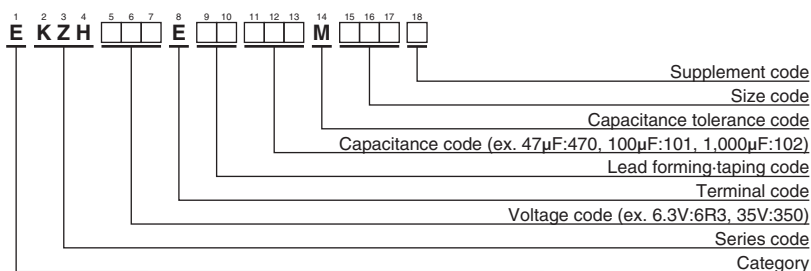 1 2 3 4 5 6 7 8 9 10 11 12 13 14 15 16 17 18
E KZH E M
Supplement code
Size code
Capacitance tolerance code
Capacitance code (ex. 47μF:470, 100μF:101, 1,000μF:102)
Lead forming·taping code
Terminal code
Voltage code (ex. 6.3V:6R3, 35V:350)
Series code
Category